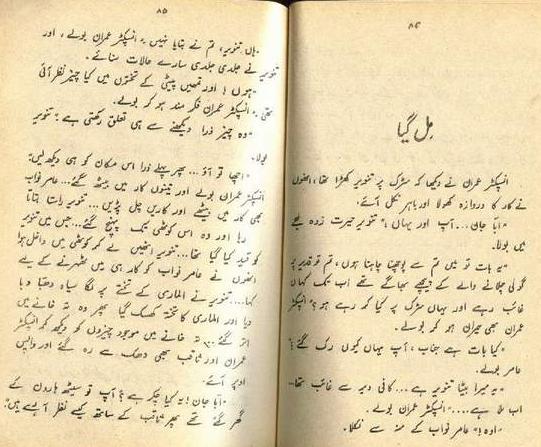 ۸۴
مل گیا
انسپکٹر عمران نے دیکھا کہ سڑک پر تنویر کھڑا تھا، انھوں
نے کار کا دروازہ کھولا اور باہر نکل آئے۔
"ابا جان... آپ اور یہاں!" تنویر حیرت زدہ لہجے
میں بولا۔
"یہ بات تو میں تم سے پوچھنا چاہتا ہوں، تم تو قدیر پر
گولی چلانے والے کے پیچھے بھاگے تھے اب تک کہاں
غائب رہے اور یہاں سڑک پر کیا کر رہے ہو؟" انسپکٹر
عمران بھی حیران ہو کر بولے۔
"کیا بات ہے جناب، آپ یہاں کیوں رک گئے؟"
عامر بولے۔
"یہ میرا بیٹا تنویر ہے... کافی دیر سے غائب تھا۔
اب ملا ہے...." انسپکٹر عمران بولے۔
"اوہ!" عامر نواب کے منہ سے نکلا۔
۸۵
"ہاں تنویر، تم نے بتایا نہیں۔" انسپکٹر عمران بولے، اور
تنویر نے جلدی جلدی سارے حالات سنائے۔
"ہوں! اور تمھیں پیٹی کے تختوں میں کیا چیز نظر آئی
تھی۔" انسپکٹر عمران فکر مند ہو کر بولے۔
"وہ چیز ذرا دیکھنے سے ہی تعلق رکھتی ہے۔" تنویر
بولا۔
"اچھا تو آؤ... پھر پہلے ذرا اس مکان کو ہی دیکھ لیں۔"
انسپکٹر عمران بولے اور تینوں کار میں بیٹھ گئے... عامر نواب
بھی کار میں بیٹھے اور کاریں چل پڑیں... تنویر راستا بتاتا
رہا اور وہ اس کوٹھی تک پہنچ گئے... جس میں تنویر
کو قید کیا گیا تھا... تنویر انھیں لے کر کوٹھی میں داخل ہوا
انھوں نے عامر نواب کو کار ہی میں ٹھہرنے کے لیے
کہا... تنویر نے الماری کے تختے پر لگا سیاہ دھبا دبا
دیا اور الماری کا تختہ کھسک گیا پھر وہ تہ خانے میں
اتر گئے... تہ خانے میں موجود چیزوں کو دیکھ کر انسپکٹر
عمران اور ثاقب بھی دھک سے رہ گئے اور واپس
اوپر آئے۔
"ابا جان! یہ کیا چکر ہے؟ آپ تو سیٹھ ہارون کے
گھر گئے تھے پھر ثاقب کے ساتھ کیسے نظر آ رہے ہیں"